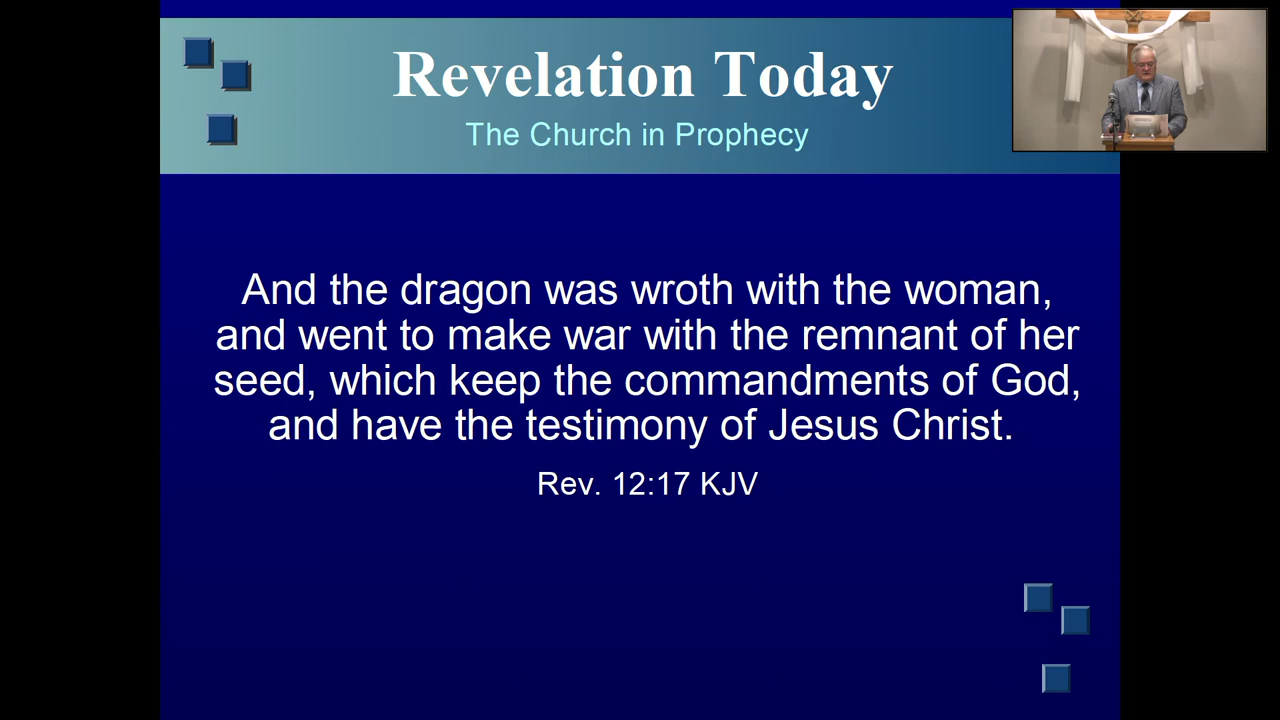 Revelation Today
The Church in Prophecy
And the dragon was wroth with the woman,
and went to make war with the remnant of her
seed, which keep the commandments of God,
and have the testimony of Jesus Christ.
Rev. 12:17 KJV